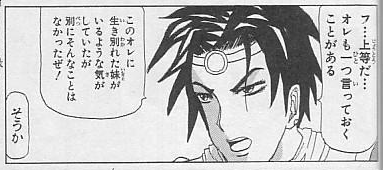 フ…上等だ…
オレも一つ言っておく
ことがある
このオレに
生き別れた妹が
いるような気が
していたが
別にそんなことは
なかったぜ!
そうか